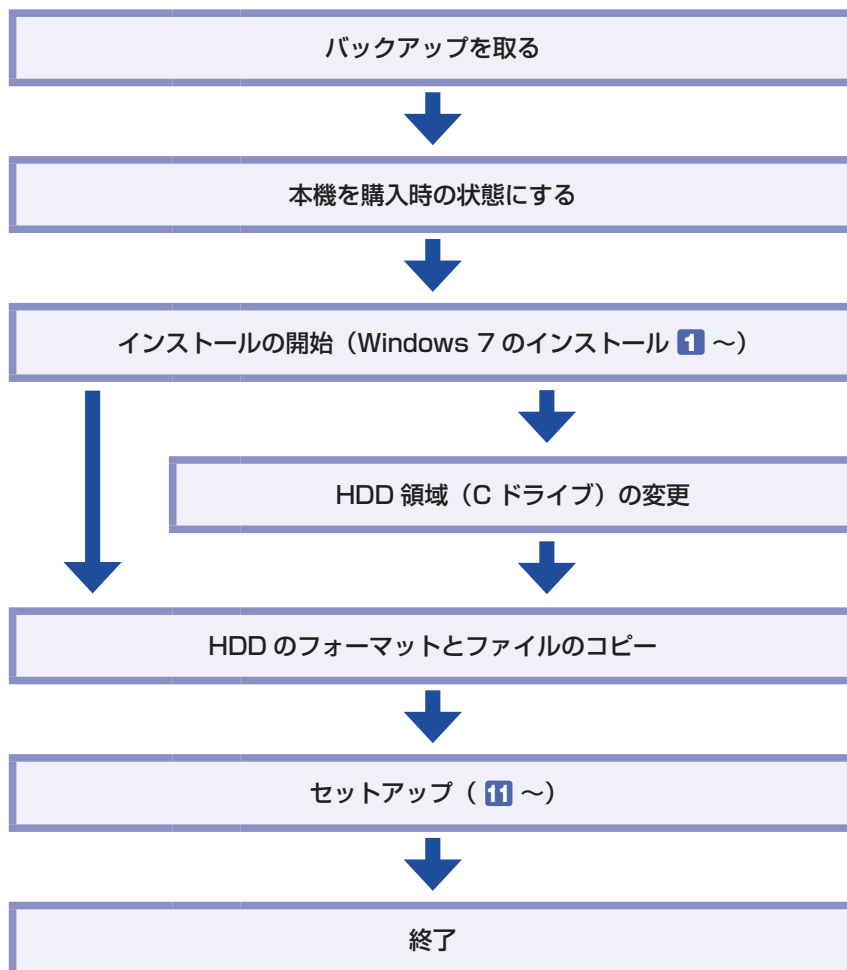 バックアップを取る
本機を購入時の状態にする
インストールの開始（Windows 7 のインストール 1 ～）
HDD 領域（C ドライブ）の変更
HDD のフォーマットとファイルのコピー
セットアップ（ 11 ～）
終了